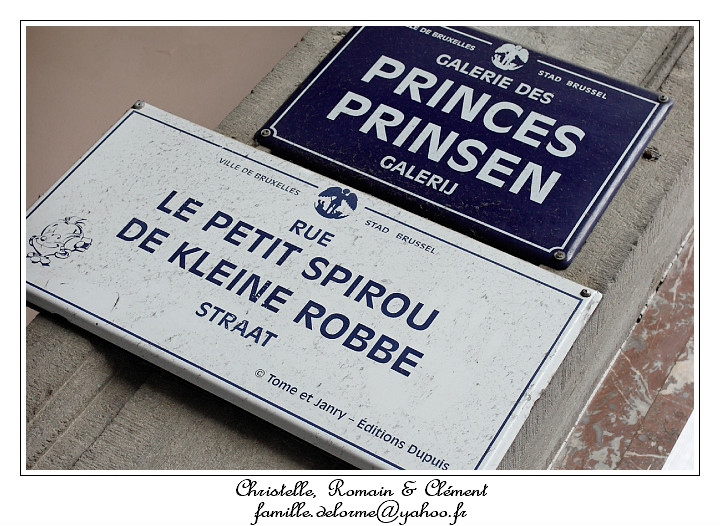 VILLE DE BRUXELLES STAD BRUSSEL
GALERIE DES
PRINCES
PRINSEN
GALERIJ
VILLE DE BRUXELLES STAD BRUSSEL
RUE
LE PETIT SPIROU
DE KLEINE ROBBE
STRAAT
© Tome et Janry – Éditions Dupuis
Christelle, Romain & Clément
famille.delorme@yahoo.fr